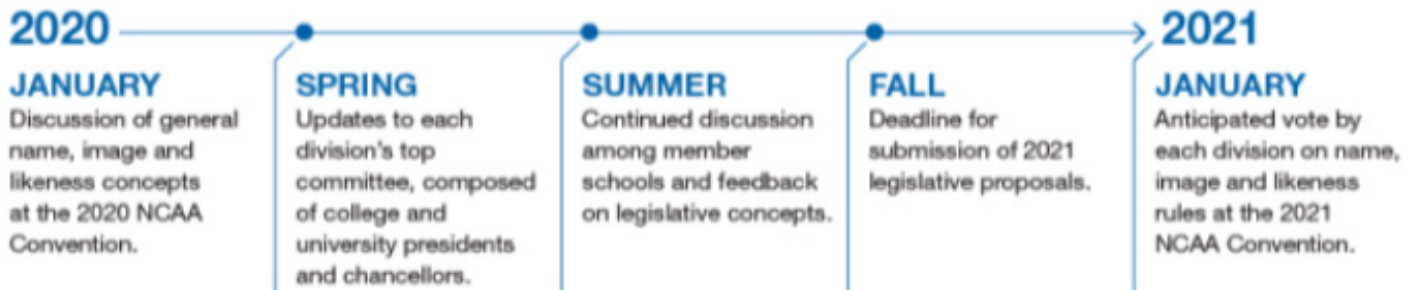 2020
2021
JANUARY
Discussion of general
name, image and
likeness concepts
at the 2020 NCAA
Convention.
SPRING
Updates to each
division's top
committee, composed
of college and
university presidents
and chancellors.
SUMMER
Continued discussion
among member
schools and feedback
on legislative concepts.
FALL
Deadline for
submission of 2021
legislative proposals.
JANUARY
Anticipated vote by
each division on name,
image and likeness
rules at the 2021
NCAA Convention.